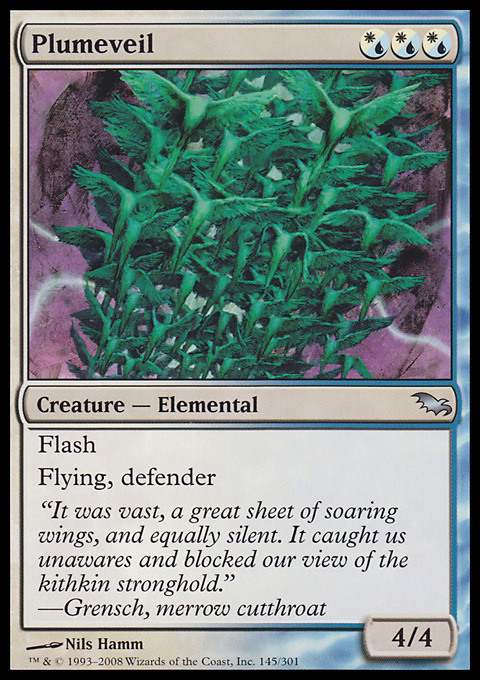 Plumeveil
Creature — Elemental
Flash
Flying, defender
“It was vast, a great sheet of soaring
wings, and equally silent. It caught us
unawares and blocked our view of the
kithkin stronghold.”
—Grensch, merrow cutthroat
4/4
Nils Hamm
™ & © 1993–2008 Wizards of the Coast, Inc. 145/301